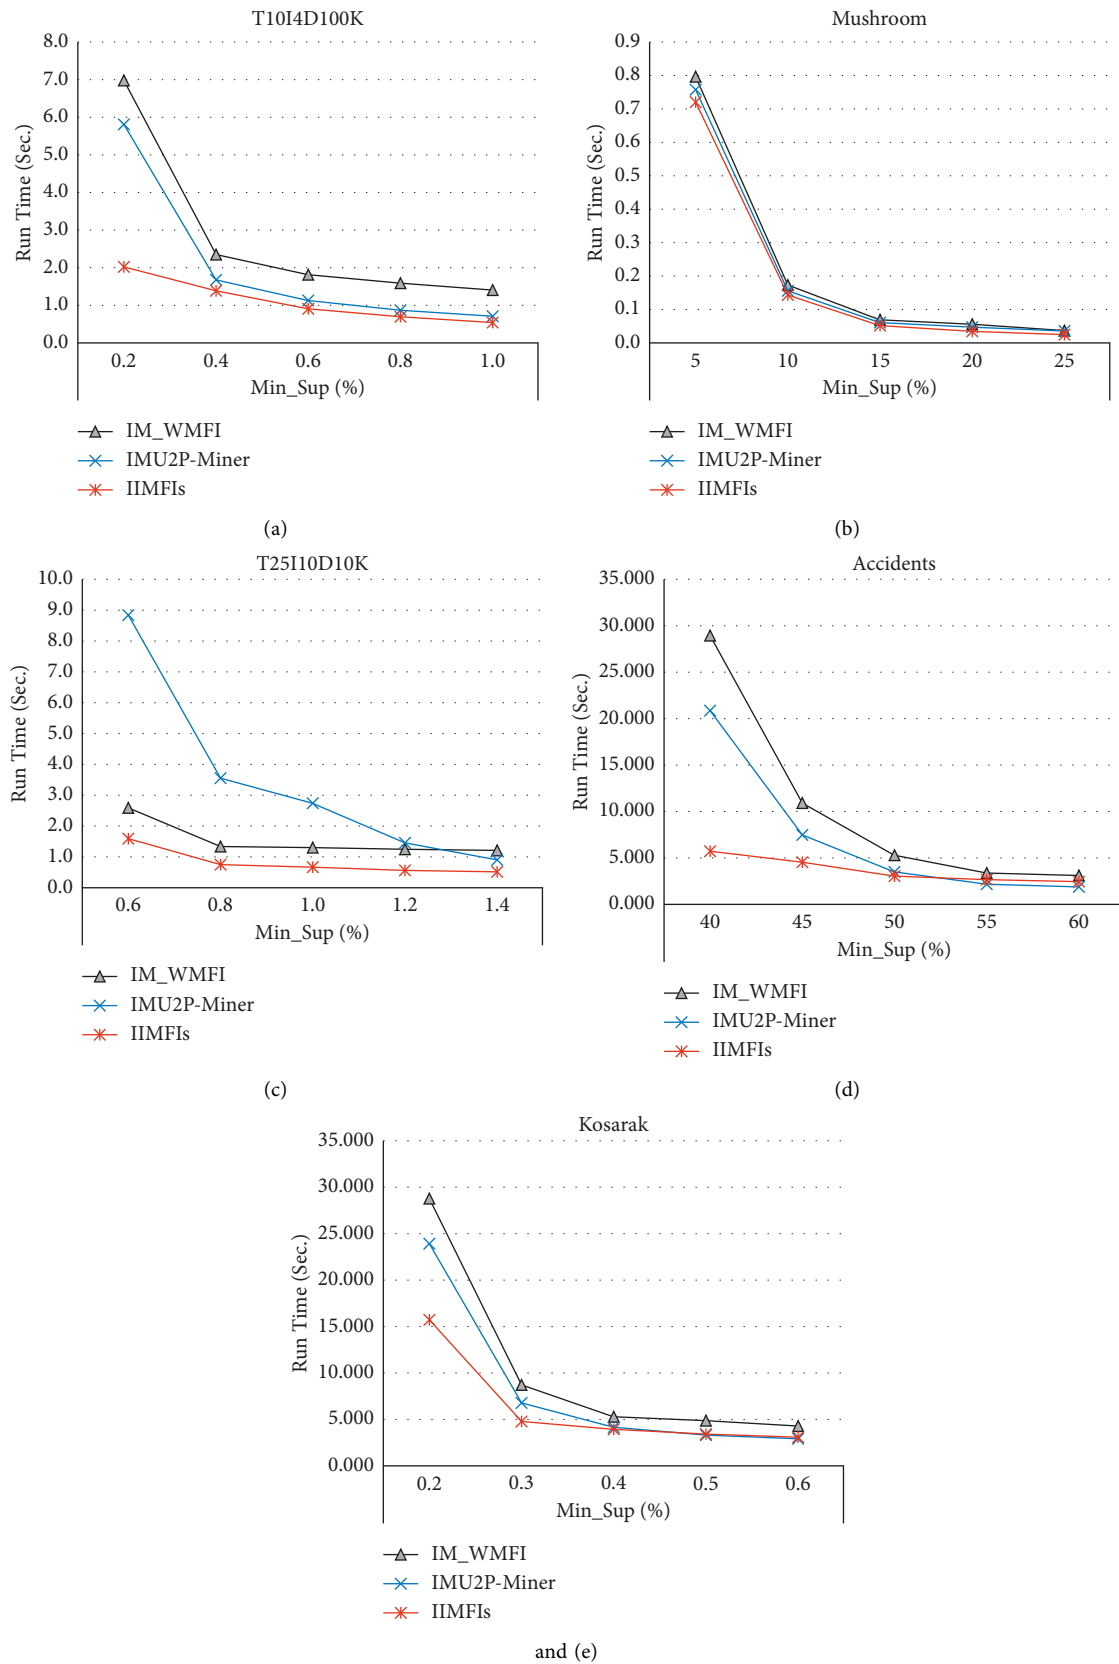 T10I4D100K
8.0
7.0
6.0
5.0
4.0
3.0
2.0
1.0
0.0
Run Time (Sec.)
0.2 0.4 0.6 0.8 1.0
Min_Sup (%)
IM_WMFI
IMU2P-Miner
IIMFIs
(a)
Mushroom
0.9
0.8
0.7
0.6
0.5
0.4
0.3
0.2
0.1
0.0
Run Time (Sec.)
5 10 15 20 25
Min_Sup (%)
IM_WMFI
IMU2P-Miner
IIMFIs
(b)
T25I10D10K
10.0
9.0
8.0
7.0
6.0
5.0
4.0
3.0
2.0
1.0
0.0
Run Time (Sec.)
0.6 0.8 1.0 1.2 1.4
Min_Sup (%)
IM_WMFI
IMU2P-Miner
IIMFIs
(c)
Accidents
35.000
30.000
25.000
20.000
15.000
10.000
5.000
0.000
Run Time (Sec.)
40 45 50 55 60
Min_Sup (%)
IM_WMFI
IMU2P-Miner
IIMFIs
(d)
Kosarak
35.000
30.000
25.000
20.000
15.000
10.000
5.000
0.000
Run Time (Sec.)
0.2 0.3 0.4 0.5 0.6
Min_Sup (%)
IM_WMFI
IMU2P-Miner
IIMFIs
and (e)